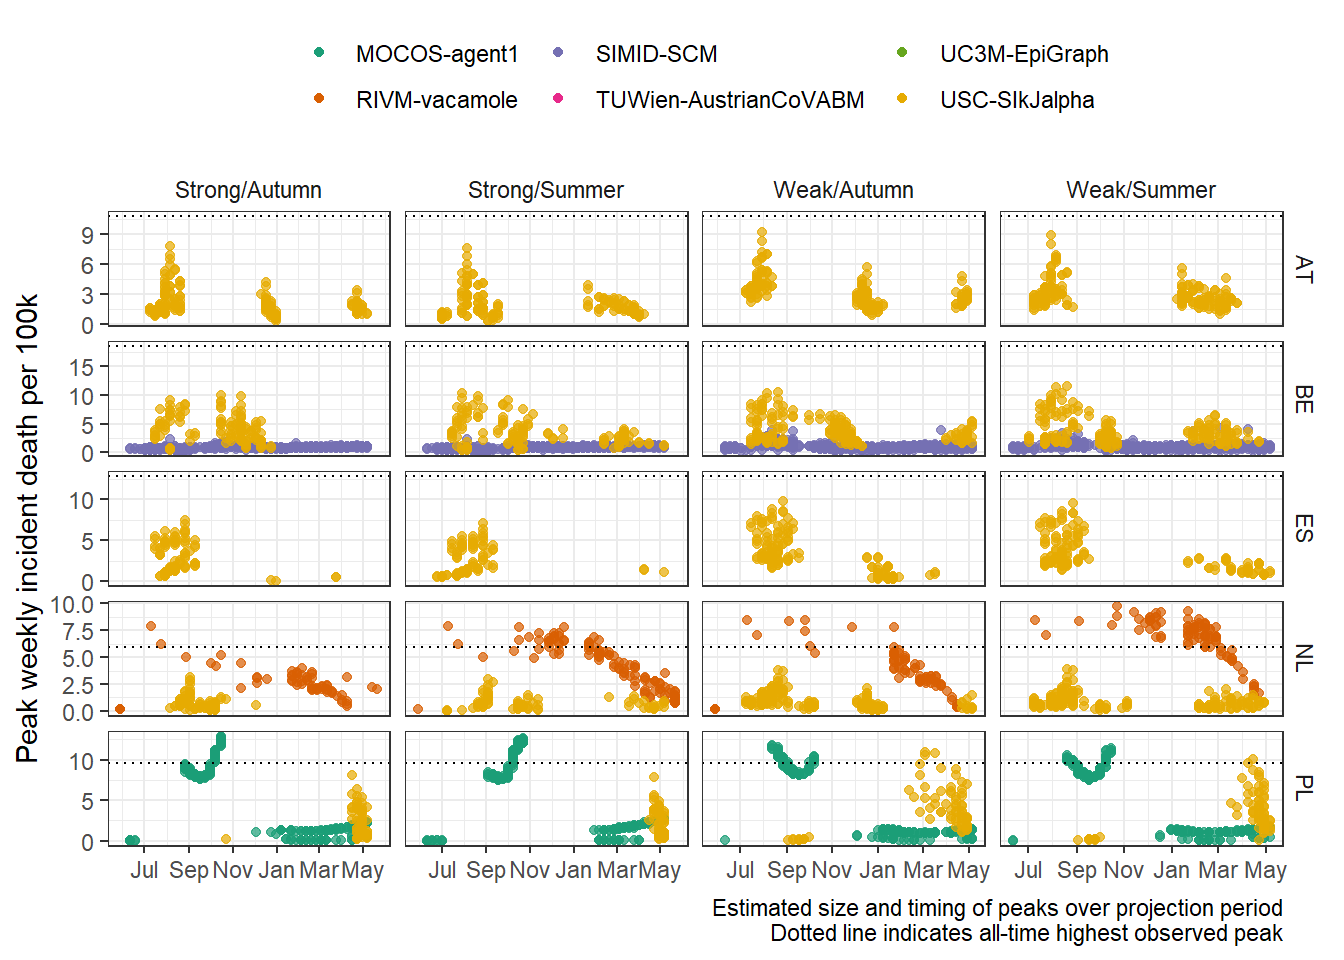 MOCOS-agent1 SIMID-SCM UC3M-EpiGraph
RIVM-vacamole TUWien-AustrianCoVABM USC-SIkJalpha
Strong/Autumn Strong/Summer Weak/Autumn Weak/Summer
Peak weekly incident death per 100k
9
6
3
0
AT
15
10
5
0
BE
10
5
0
ES
10.0
7.5
5.0
2.5
0.0
NL
10
5
0
PL
Jul Sep Nov Jan Mar May Jul Sep Nov Jan Mar May Jul Sep Nov Jan Mar May Jul Sep Nov Jan Mar May
Estimated size and timing of peaks over projection period
Dotted line indicates all-time highest observed peak